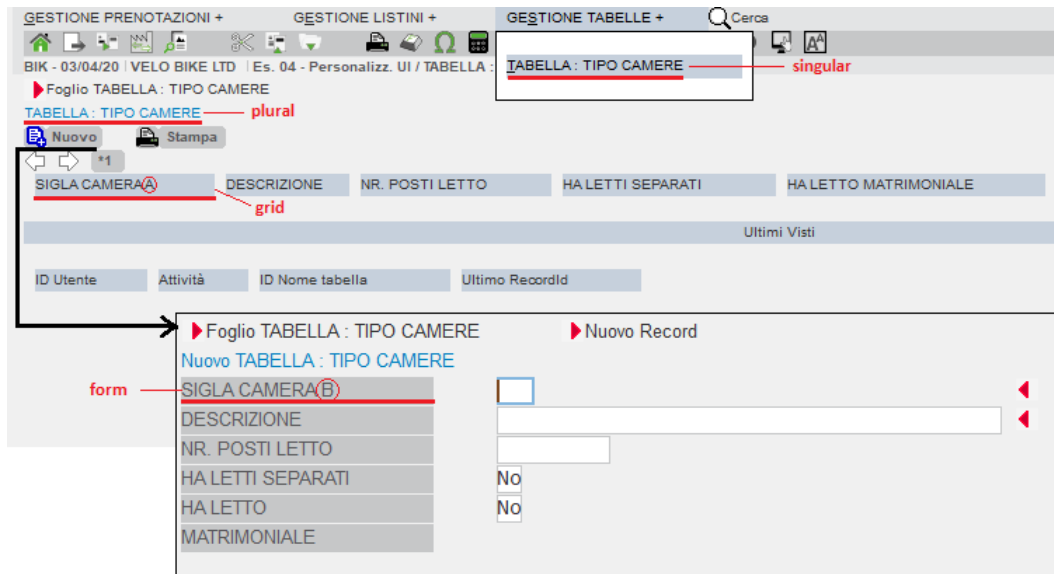 GESTIONE PRENOTAZIONI + GESTIONE LISTINI + GESTIONE TABELLE + Cerca
BIK - 03/04/20 | VELO BIKE LTD | Es. 04 - Personalizz. UI / TABELLA :
TABELLA : TIPO CAMERE singular
Foglio TABELLA : TIPO CAMERE
TABELLA : TIPO CAMERE plural
Nuovo Stampa
*1
SIGLA CAMERA A DESCRIZIONE NR. POSTI LETTO HA LETTI SEPARATI HA LETTO MATRIMONIALE
grid
Ultimi Visti
ID Utente Attività ID Nome tabella Ultimo RecordId
Foglio TABELLA : TIPO CAMERE Nuovo Record
Nuovo TABELLA : TIPO CAMERE
form SIGLA CAMERA B
DESCRIZIONE
NR. POSTI LETTO
HA LETTI SEPARATI No
HA LETTO No
MATRIMONIALE